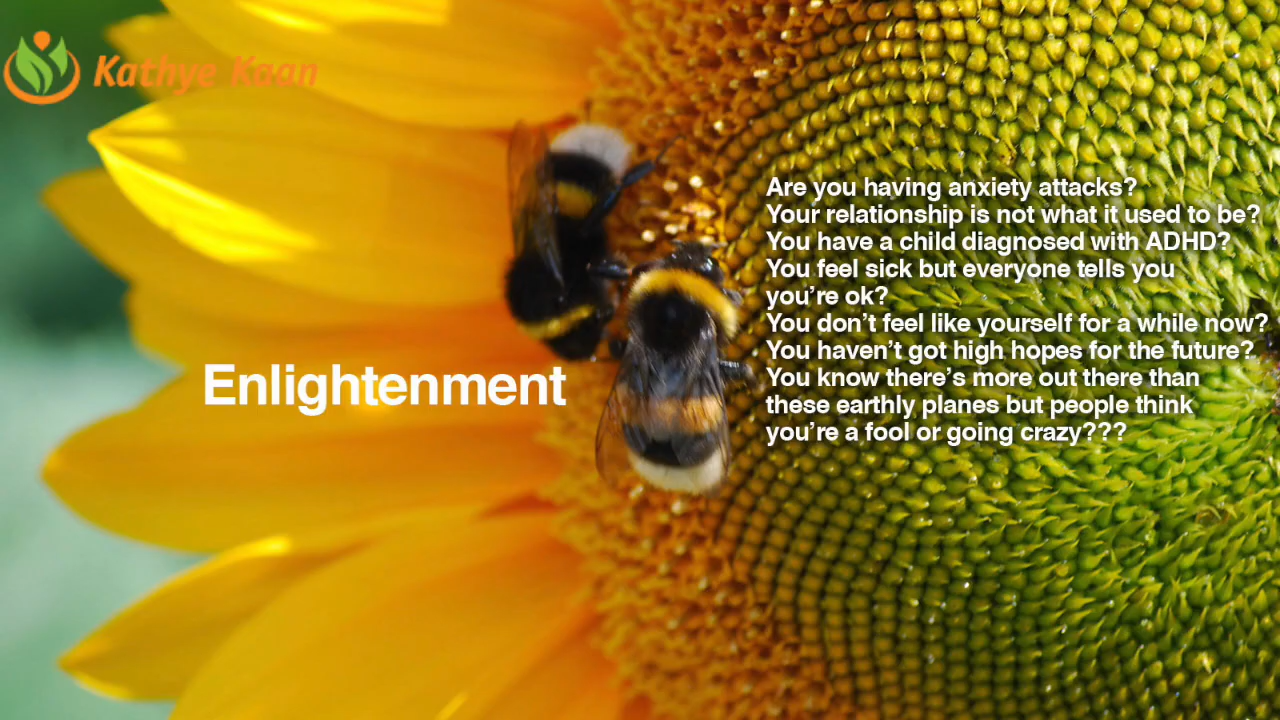 Kathye Kaan
Enlightenment
Are you having anxiety attacks?
Your relationship is not what it used to be?
You have a child diagnosed with ADHD?
You feel sick but everyone tells you
you’re ok?
You don’t feel like yourself for a while now?
You haven’t got high hopes for the future?
You know there’s more out there than
these earthly planes but people think
you’re a fool or going crazy???